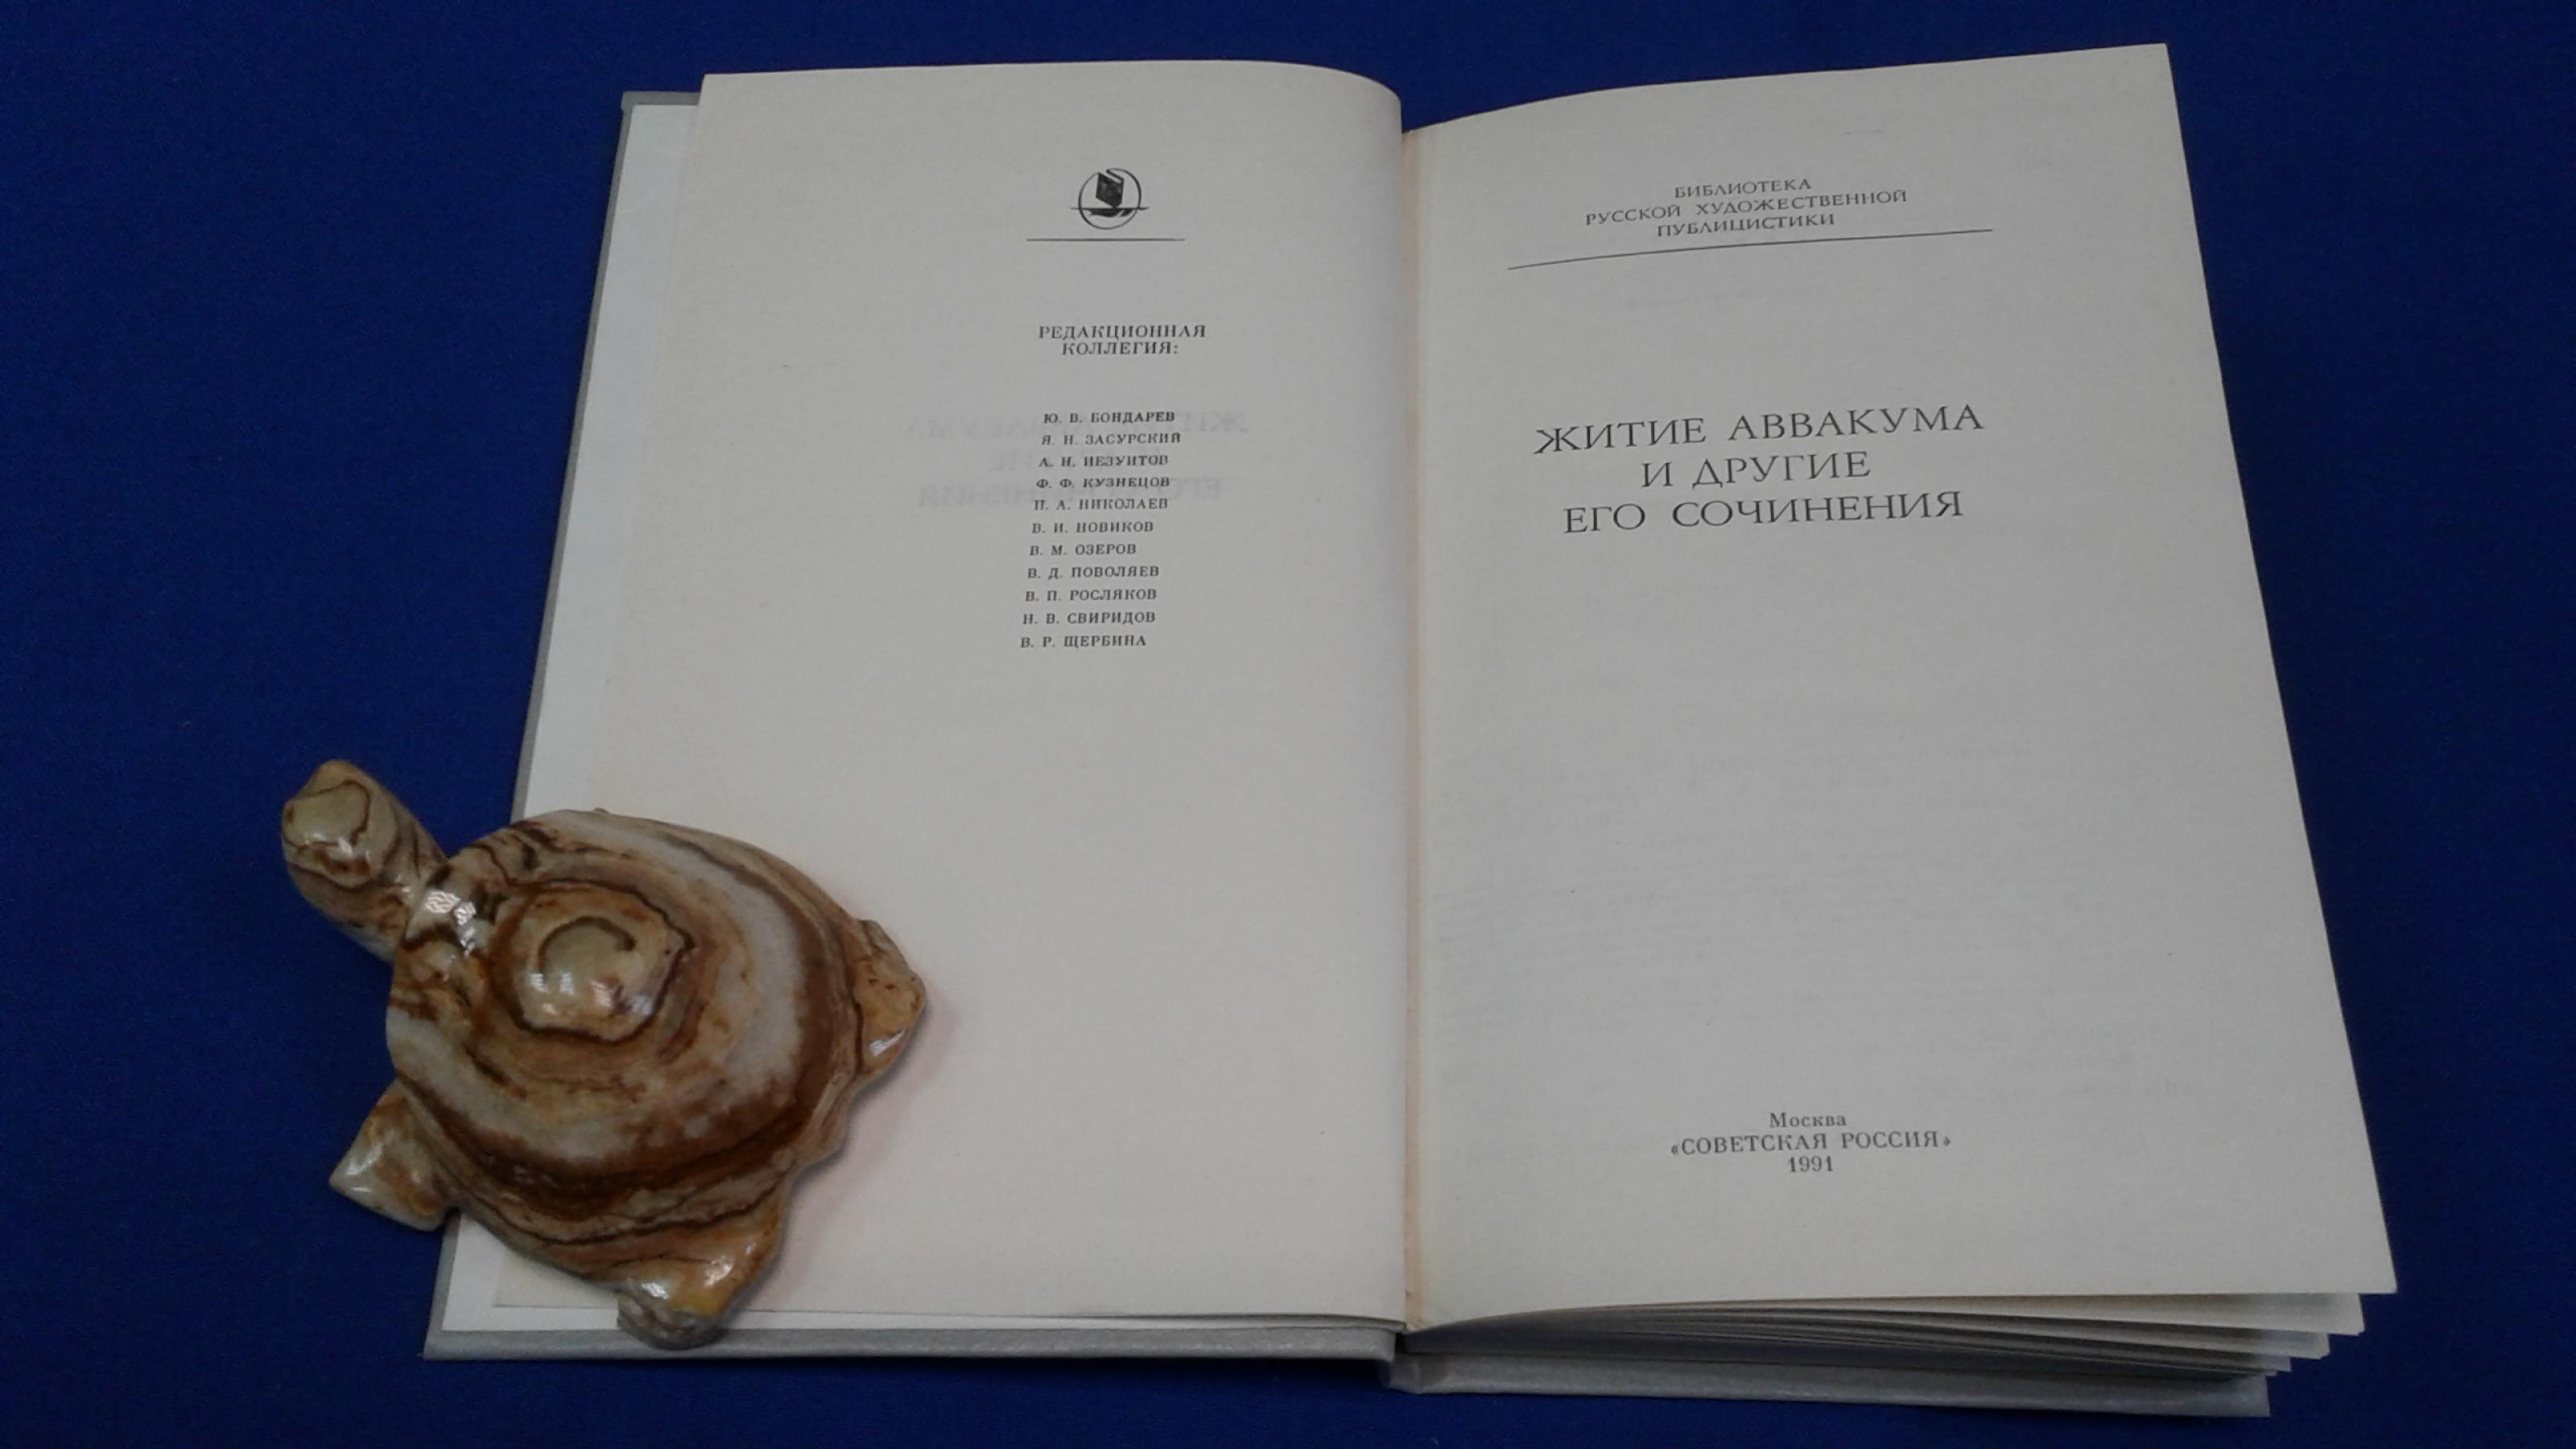 РЕДАКЦИОННАЯ
КОЛЛЕГИЯ:
Ю. В. БОНДАРЕВ
Я. Н. ЗАСУРСКИЙ
А. Н. ИЕЗУИТОВ
Ф. Ф. КУЗНЕЦОВ
П. А. НИКОЛАЕВ
В. И. НОВИКОВ
В. М. ОЗЕРОВ
В. Д. ПОВОЛЯЕВ
В. П. РОСЛЯКОВ
Н. В. СВИРИДОВ
В. Р. ЩЕРБИНА
БИБЛИОТЕКА
РУССКОЙ ХУДОЖЕСТВЕННОЙ
ПУБЛИЦИСТИКИ
ЖИТИЕ АВВАКУМА
И ДРУГИЕ
ЕГО СОЧИНЕНИЯ
Москва
«СОВЕТСКАЯ РОССИЯ»
1991